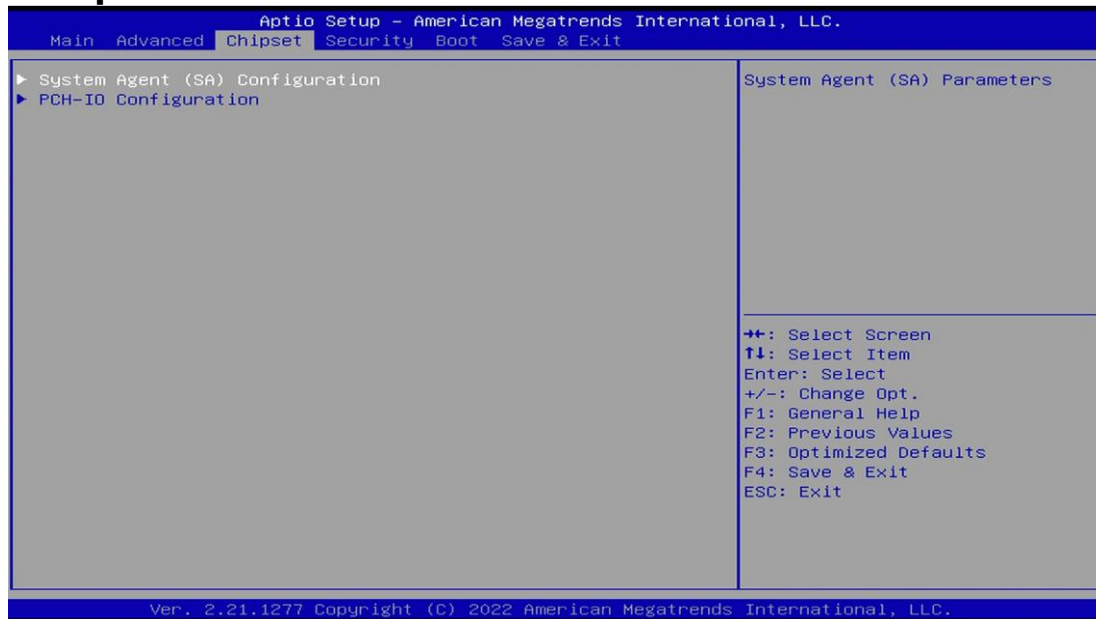 Aptio Setup – American Megatrends International, LLC.
Main Advanced Chipset Security Boot Save & Exit
▶ System Agent (SA) Configuration
▶ PCH-IO Configuration
System Agent (SA) Parameters
→←: Select Screen
↑↓: Select Item
Enter: Select
+/-: Change Opt.
F1: General Help
F2: Previous Values
F3: Optimized Defaults
F4: Save & Exit
ESC: Exit
Ver. 2.21.1277 Copyright (C) 2022 American Megatrends International, LLC.